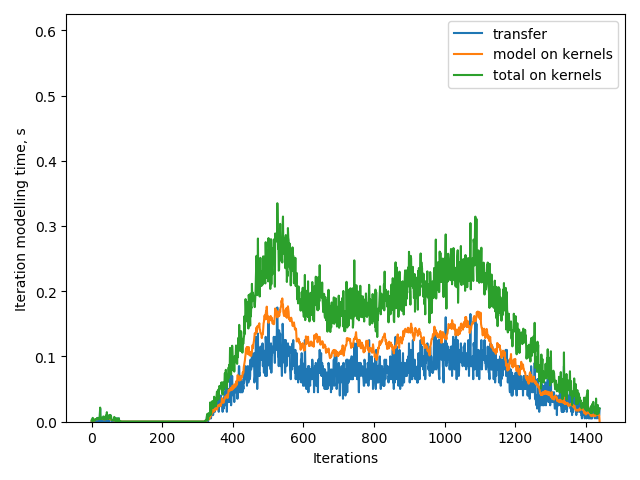 0.6
0.5
0.4
0.3
0.2
0.1
0.0
Iteration modelling time, s
transfer
model on kernels
total on kernels
0 200 400 600 800 1000 1200 1400
Iterations